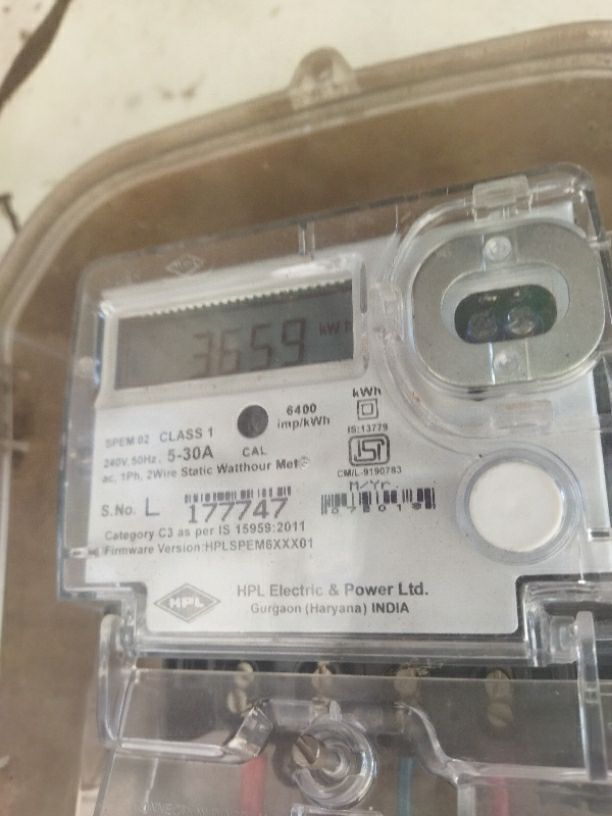 3659 kWh
6400
imp/kWh
kWh
IS:13779
SPEM 02 CLASS 1
240V, 50Hz, 5-30A CAL
ac, 1Ph, 2Wire Static Watthour Meter
CM/L-9190783
M/Yr.
S.No. L 177747
Category C3 as per IS 15959:2011
Firmware Version:HPLSPEM6XXX01
HPL
HPL Electric & Power Ltd.
Gurgaon (Haryana) INDIA